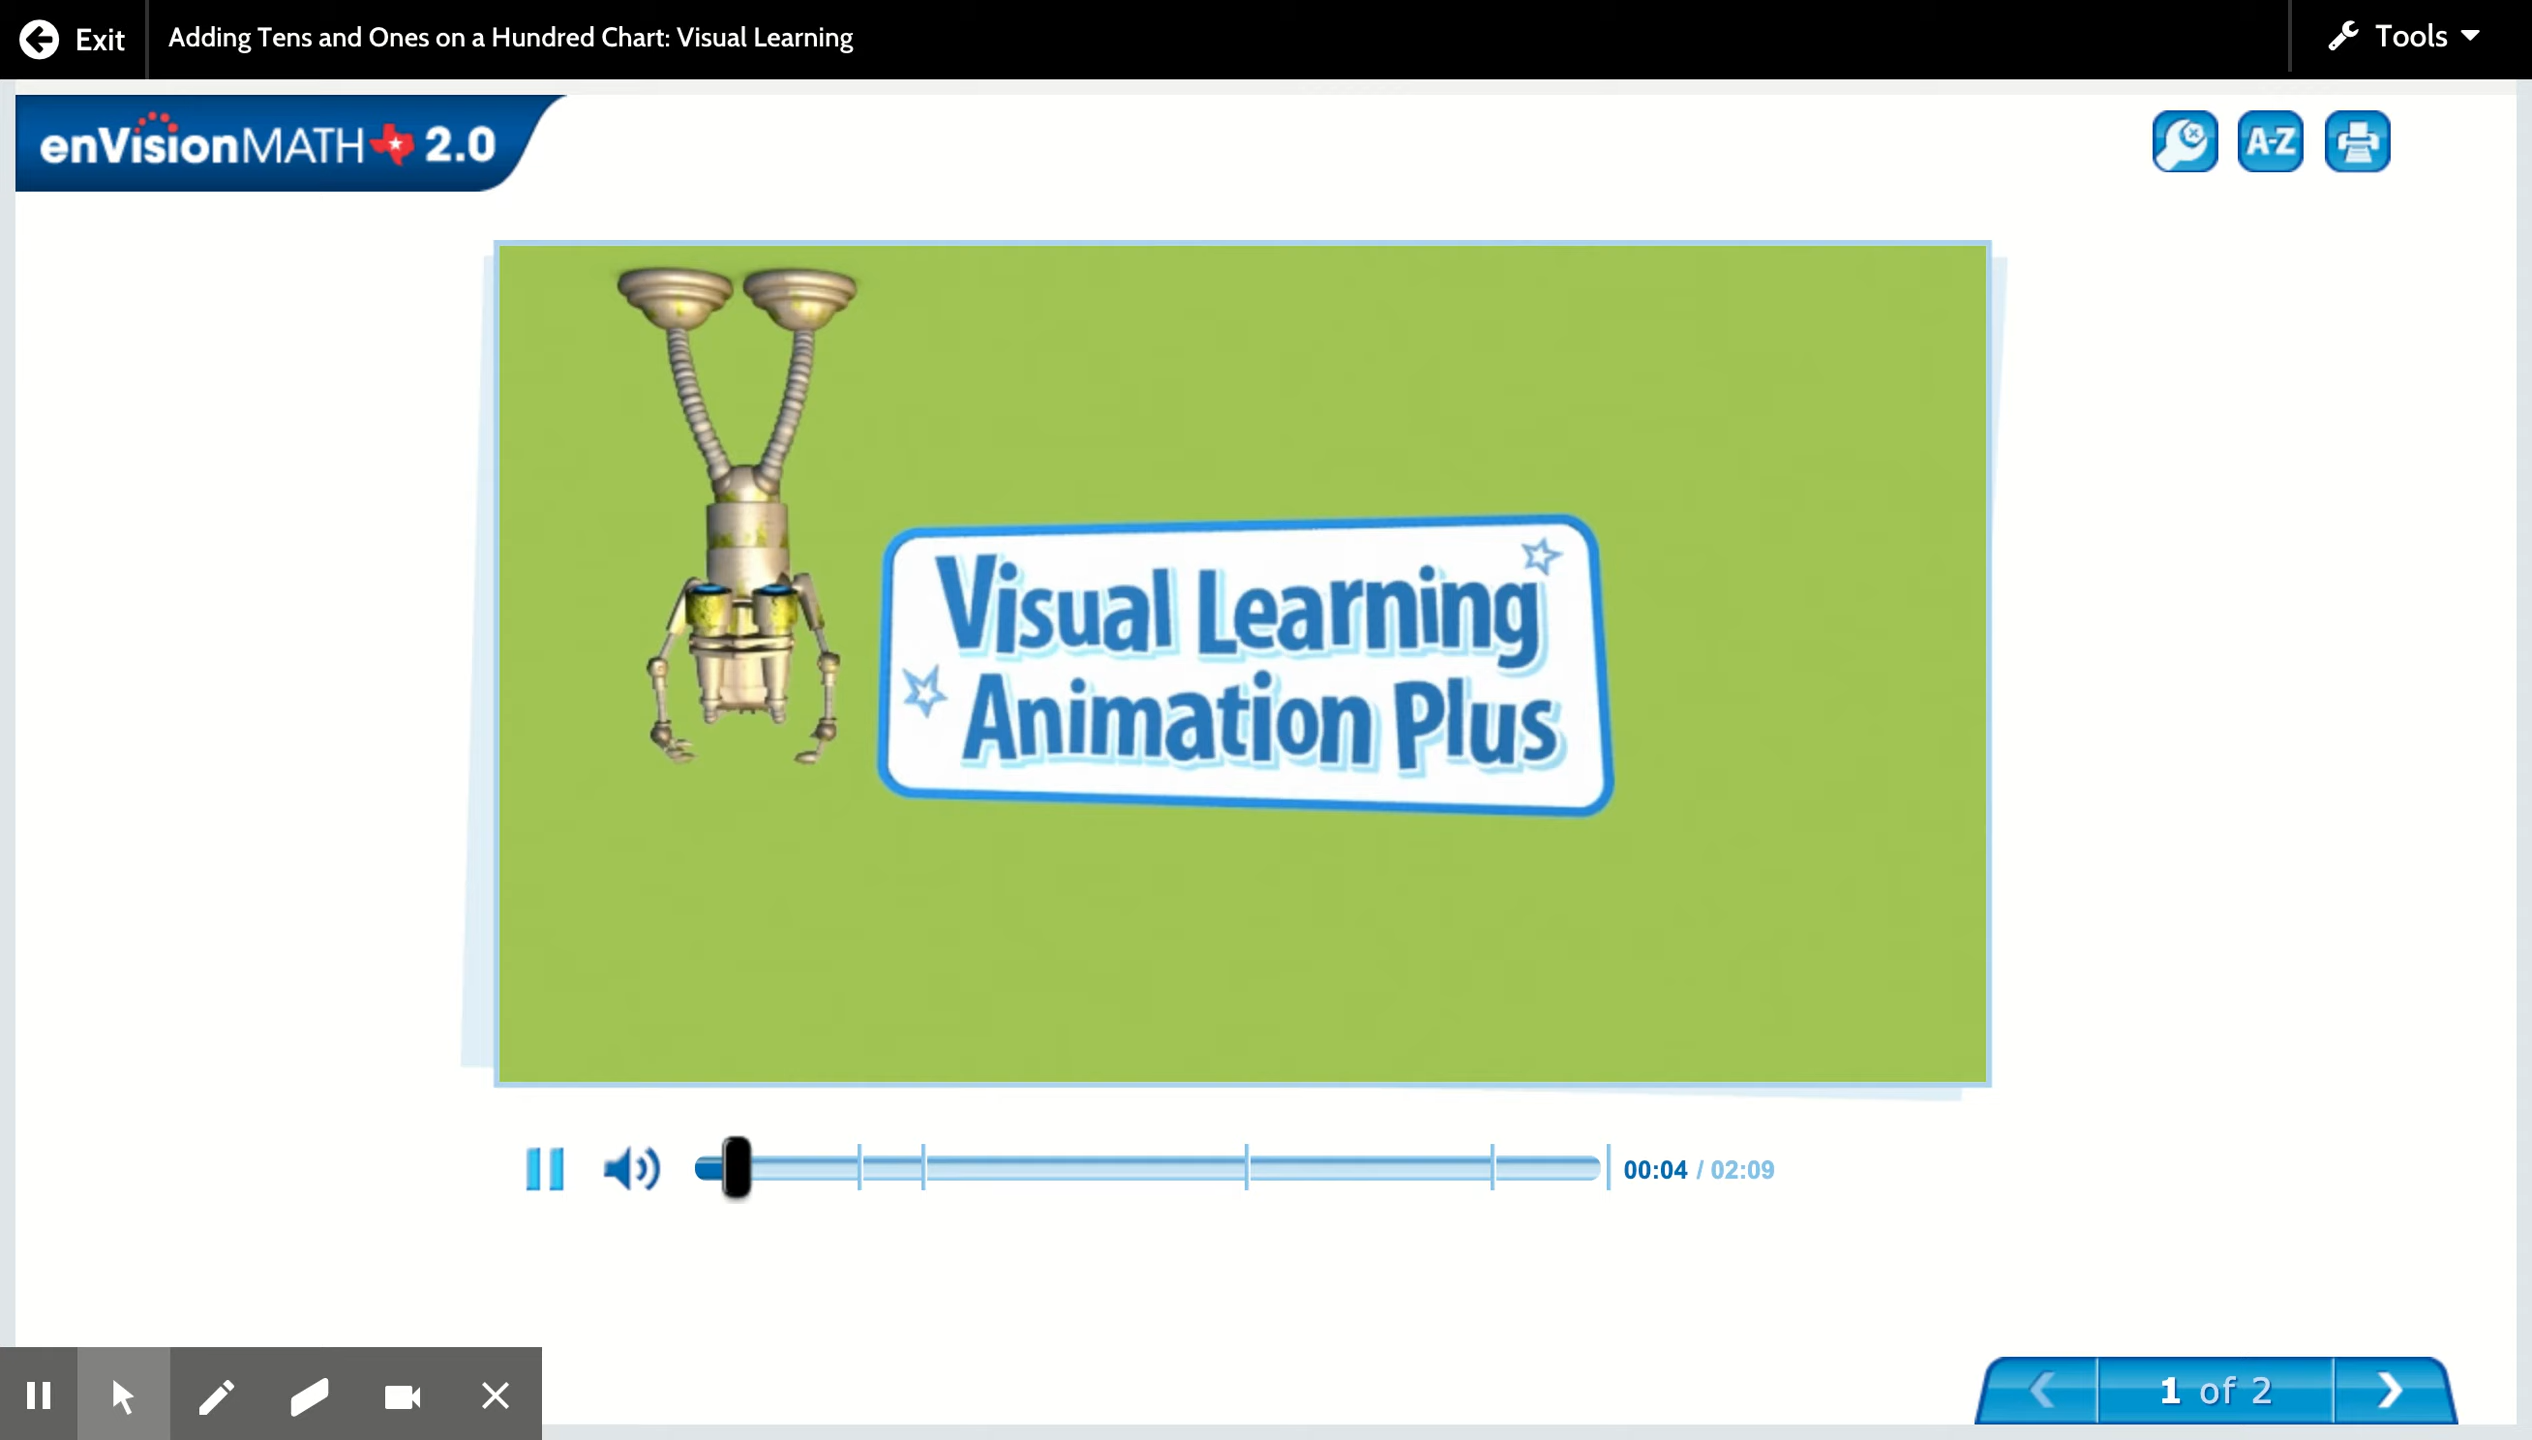 Exit
Adding Tens and Ones on a Hundred Chart: Visual Learning
Tools
enVisionMATH 2.0
A-Z
Visual Learning
Animation Plus
00:04 / 02:09
1 of 2